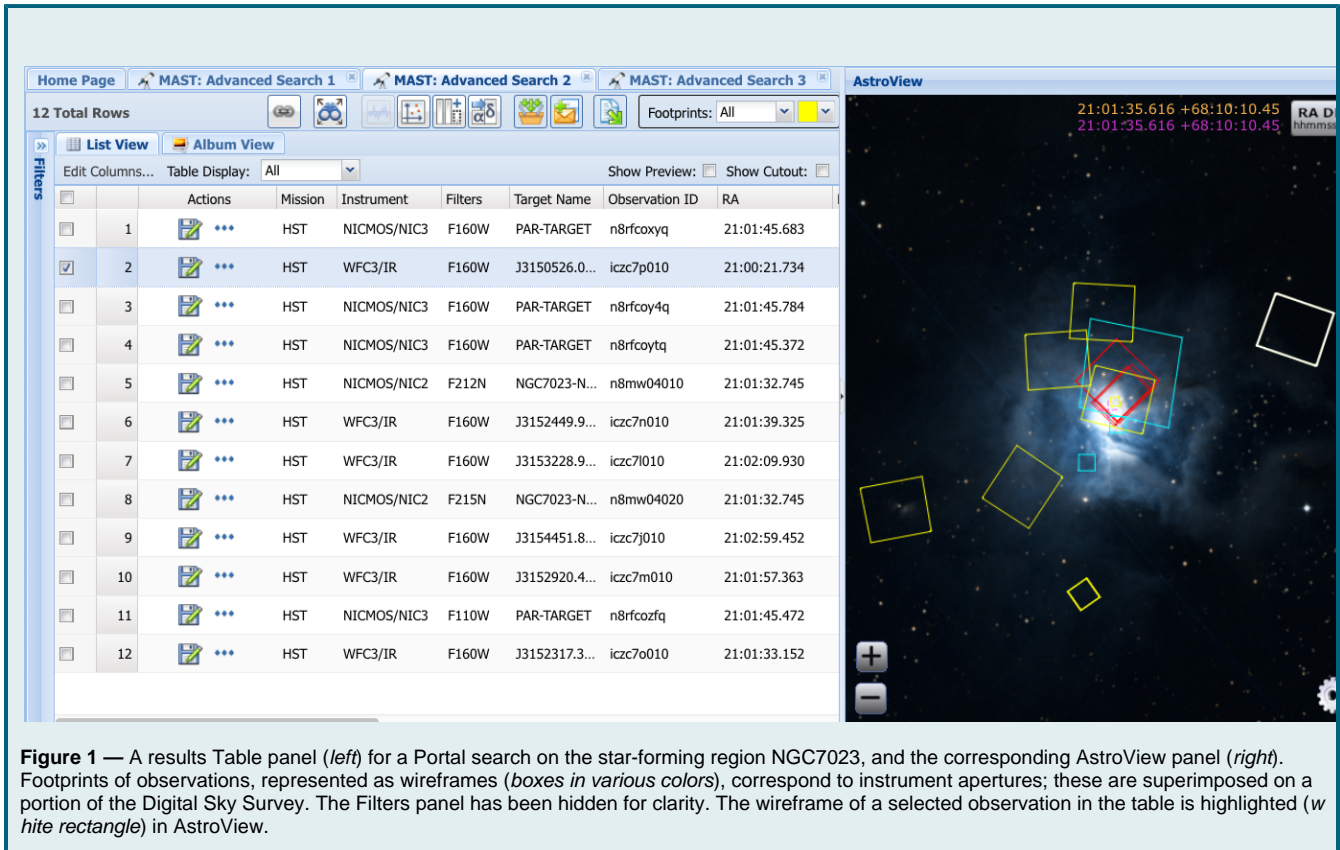 Home Page MAST: Advanced Search 1 MAST: Advanced Search 2 MAST: Advanced Search 3 AstroView
12 Total Rows Footprints: All
21:01:35.616 +68:10:10.45
21:01:35.616 +68:10:10.45
hhmmss
Filters
List View Album View
Edit Columns... Table Display: All Show Preview: Show Cutout:
Actions Mission Instrument Filters Target Name Observation ID RA
1 HST NICMOS/NIC3 F160W PAR-TARGET n8rfcoxyq 21:01:45.683
2 HST WFC3/IR F160W J3150526.0... iczc7p010 21:00:21.734
3 HST NICMOS/NIC3 F160W PAR-TARGET n8rfcoy4q 21:01:45.784
4 HST NICMOS/NIC3 F160W PAR-TARGET n8rfcoytq 21:01:45.372
5 HST NICMOS/NIC2 F212N NGC7023-N... n8mw04010 21:01:32.745
6 HST WFC3/IR F160W J3152449.9... iczc7n010 21:01:39.325
7 HST WFC3/IR F160W J3153228.9... iczc7l010 21:02:09.930
8 HST NICMOS/NIC2 F215N NGC7023-N... n8mw04020 21:01:32.745
9 HST WFC3/IR F160W J3154451.8... iczc7j010 21:02:59.452
10 HST WFC3/IR F160W J3152920.4... iczc7m010 21:01:57.363
11 HST NICMOS/NIC3 F110W PAR-TARGET n8rfcozfq 21:01:45.472
12 HST WFC3/IR F160W J3152317.3... iczc7o010 21:01:33.152
Figure 1 — A results Table panel (left) for a Portal search on the star-forming region NGC7023, and the corresponding AstroView panel (right).
Footprints of observations, represented as wireframes (boxes in various colors), correspond to instrument apertures; these are superimposed on a
portion of the Digital Sky Survey. The Filters panel has been hidden for clarity. The wireframe of a selected observation in the table is highlighted (w
hite rectangle) in AstroView.